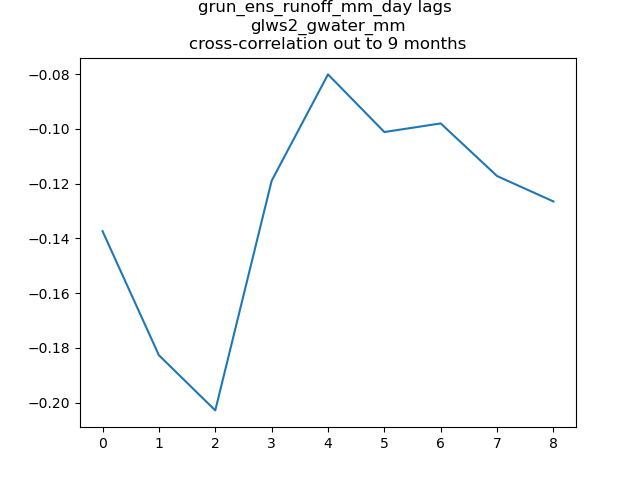 grun_ens_runoff_mm_day lags
glws2_gwater_mm
cross-correlation out to 9 months
−0.08
−0.10
−0.12
−0.14
−0.16
−0.18
−0.20
0 1 2 3 4 5 6 7 8